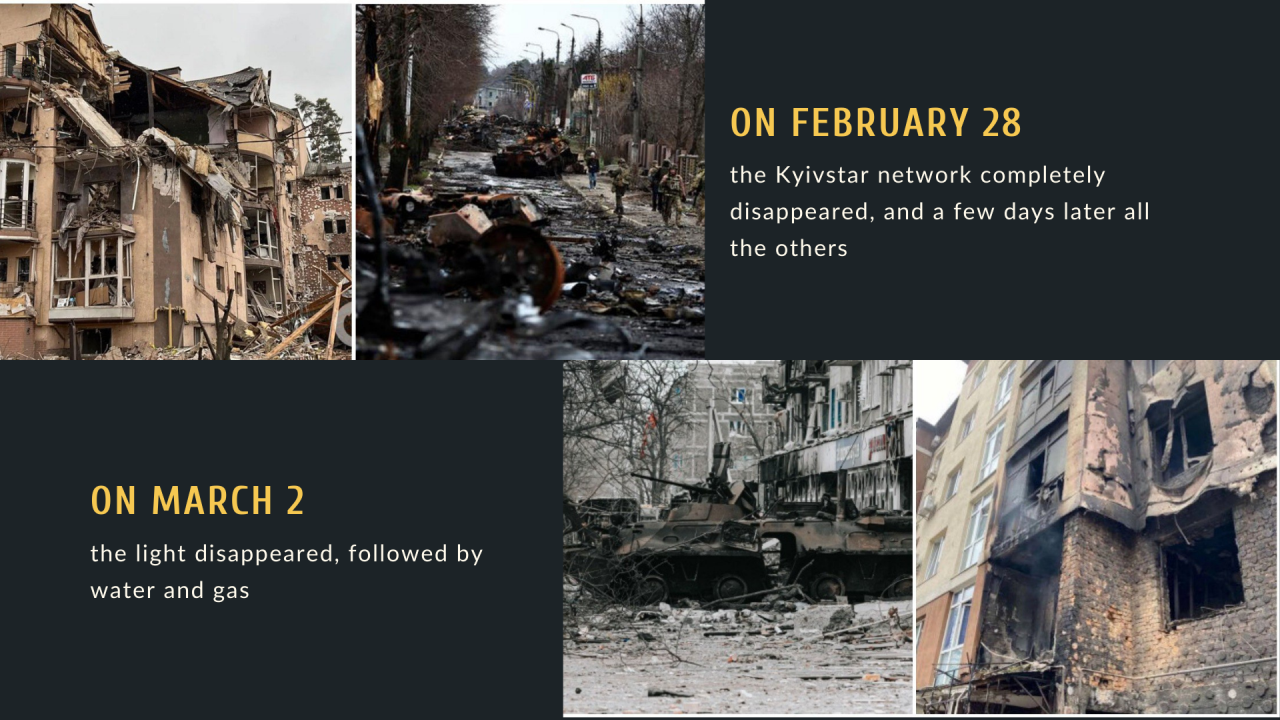 ON FEBRUARY 28
the Kyivstar network completely
disappeared, and a few days later all
the others
ON MARCH 2
the light disappeared, followed by
water and gas